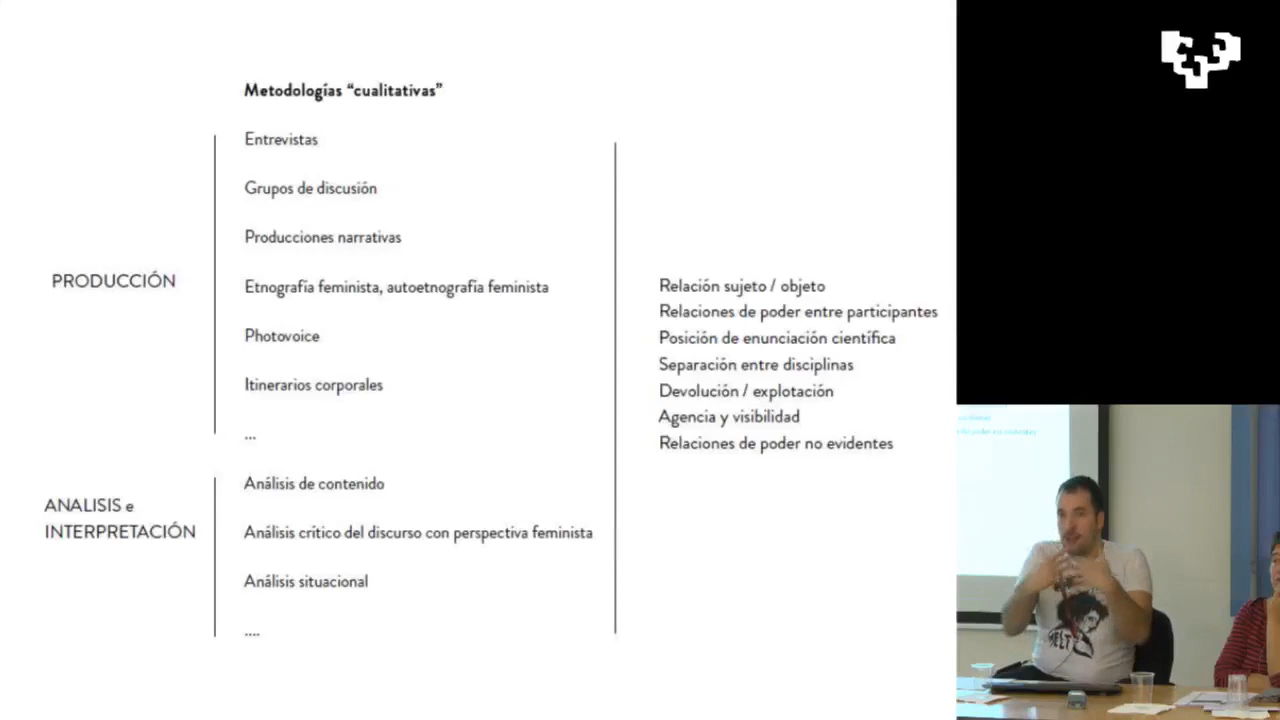 Metodologías “cualitativas”
PRODUCCIÓN
Entrevistas
Grupos de discusión
Producciones narrativas
Etnografía feminista, autoetnografía feminista
Photovoice
Itinerarios corporales
...
ANALISIS e
INTERPRETACIÓN
Análisis de contenido
Análisis crítico del discurso con perspectiva feminista
Análisis situacional
....
Relación sujeto / objeto
Relaciones de poder entre participantes
Posición de enunciación científica
Separación entre disciplinas
Devolución / explotación
Agencia y visibilidad
Relaciones de poder no evidentes